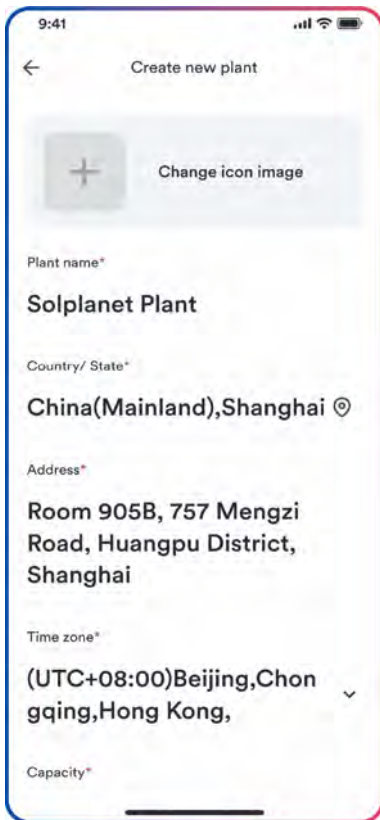 9:41
Create new plant
Change icon image
Plant name*
Solplanet Plant
Country/ State*
China(Mainland),Shanghai
Address*
Room 905B, 757 Mengzi
Road, Huangpu District,
Shanghai
Time zone*
(UTC+08:00)Beijing,Chon
gqing,Hong Kong,
Capacity*